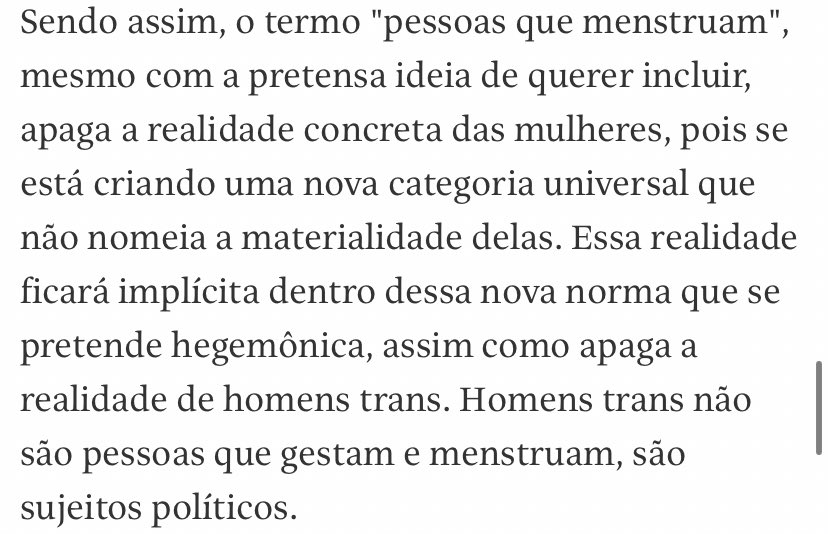 Sendo assim, o termo "pessoas que menstruam",
mesmo com a pretensa ideia de querer incluir,
apaga a realidade concreta das mulheres, pois se
está criando uma nova categoria universal que
não nomeia a materialidade delas. Essa realidade
ficará implícita dentro dessa nova norma que se
pretende hegemônica, assim como apaga a
realidade de homens trans. Homens trans não
são pessoas que gestam e menstruam, são
sujeitos políticos.